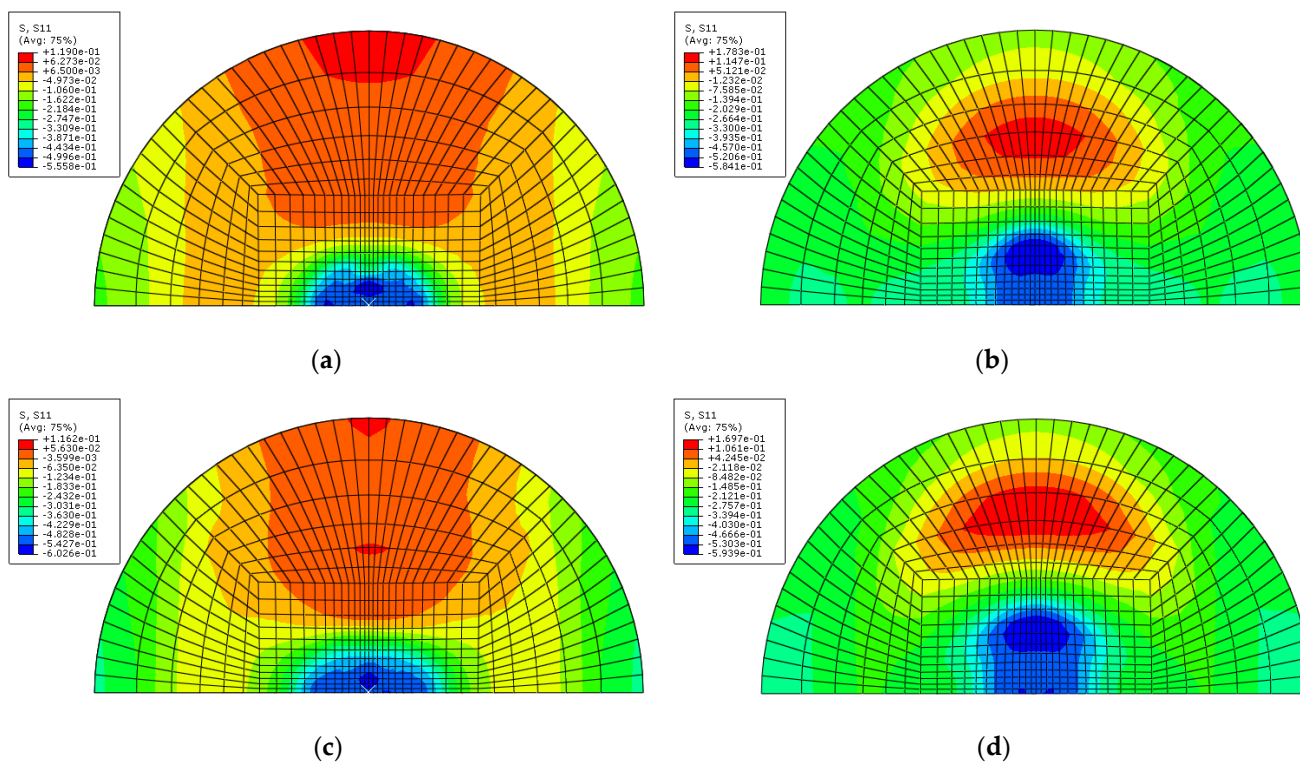 S, S11
(Avg: 75%)
+1.190e-01
+6.273e-02
+6.500e-03
-4.973e-02
-1.060e-01
-1.622e-01
-2.184e-01
-2.747e-01
-3.309e-01
-3.871e-01
-4.434e-01
-4.996e-01
-5.558e-01
(a)
S, S11
(Avg: 75%)
+1.783e-01
+1.147e-01
+5.121e-02
-1.232e-02
-7.585e-02
-1.394e-01
-2.029e-01
-2.664e-01
-3.300e-01
-3.935e-01
-4.570e-01
-5.206e-01
-5.841e-01
(b)
S, S11
(Avg: 75%)
+1.162e-01
+5.630e-02
-3.599e-03
-6.350e-02
-1.234e-01
-1.833e-01
-2.432e-01
-3.031e-01
-3.630e-01
-4.229e-01
-4.828e-01
-5.427e-01
-6.026e-01
(c)
S, S11
(Avg: 75%)
+1.697e-01
+1.061e-01
+4.245e-02
-2.118e-02
-8.482e-02
-1.485e-01
-2.121e-01
-2.757e-01
-3.394e-01
-4.030e-01
-4.666e-01
-5.303e-01
-5.939e-01
(d)